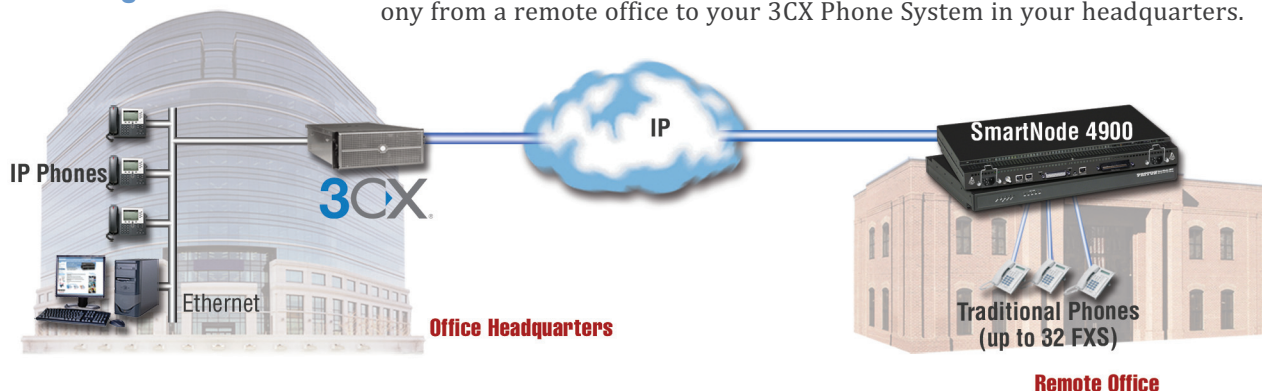 ony from a remote office to your 3CX Phone System in your headquarters.
IP
SmartNode 4900
IP Phones
3CX
Ethernet
Office Headquarters
Traditional Phones
(up to 32 FXS)
Remote Office